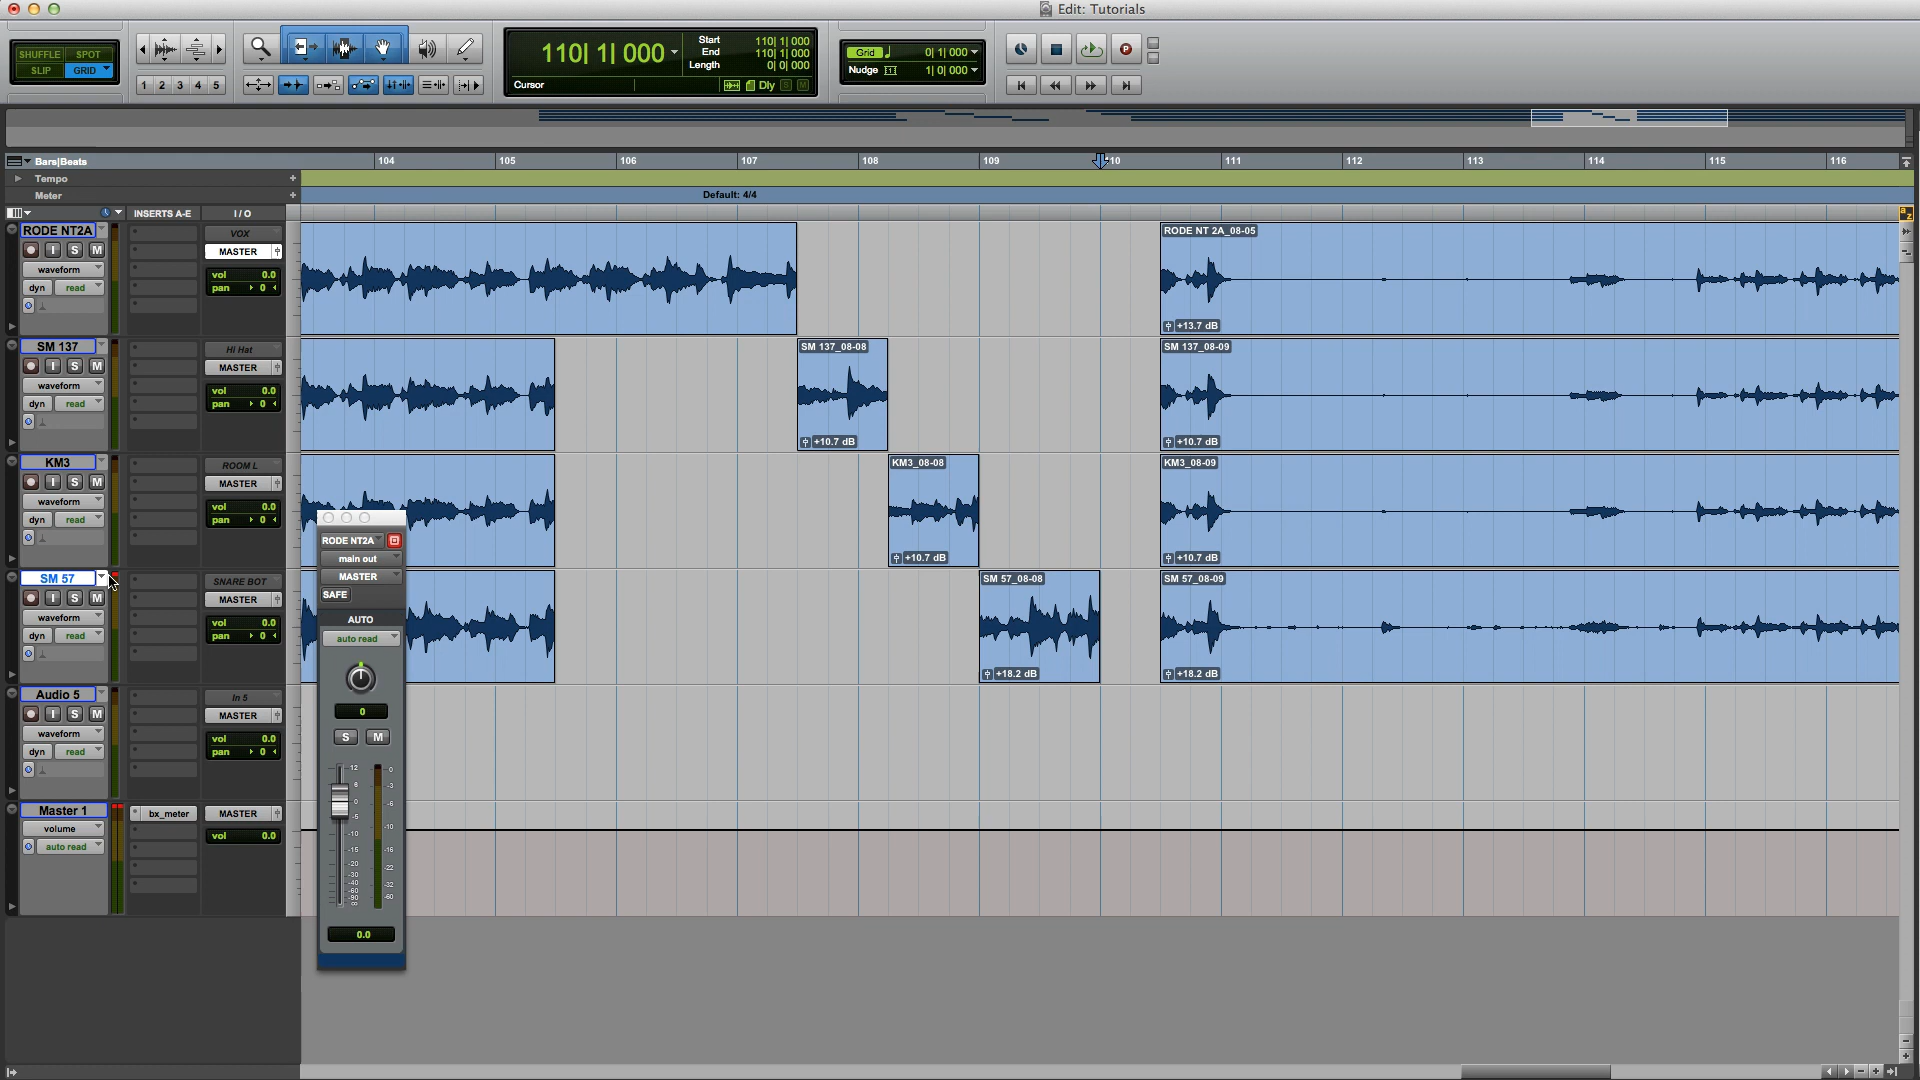 Edit: Tutorials
SHUFFLE SPOT
SLIP GRID
1 2 3 4 5
110| 1| 000
Cursor
Start 110| 1| 000
End 110| 1| 000
Length 0| 0| 000
Dly S M
Grid 0| 1| 000
Nudge 1| 0| 000
P
Bars|Beats 104 105 106 107 108 109 110 111 112 113 114 115 116
Tempo +
Meter +
Default: 4/4
INSERTS A-E I / O
a
z
RODE NT2A
I S M
waveform
dyn read
VOX
MASTER
vol 0.0
pan 0
RODE NT 2A_08-05
+13.7 dB
SM 137
I S M
waveform
dyn read
Hi Hat
MASTER
vol 0.0
pan 0
SM 137_08-08
+10.7 dB
SM 137_08-09
+10.7 dB
KM3
I S M
waveform
dyn read
ROOM L
MASTER
vol 0.0
pan 0
KM3_08-08
+10.7 dB
KM3_08-09
+10.7 dB
SM 57
I S M
waveform
dyn read
SNARE BOT
MASTER
vol 0.0
pan 0
SM 57_08-08
+18.2 dB
SM 57_08-09
+18.2 dB
Audio 5
I S M
waveform
dyn read
In 5
MASTER
vol 0.0
pan 0
Master 1
volume
auto read
bx_meter
MASTER
vol 0.0
RODE NT2A
main out
MASTER
SAFE
AUTO
auto read
0
S M
12 0
6 -3
0 -6
-5
-10 -10
-15 -16
-20 -22
-30
-40 -32
-60
-90 -60
∞
0.0